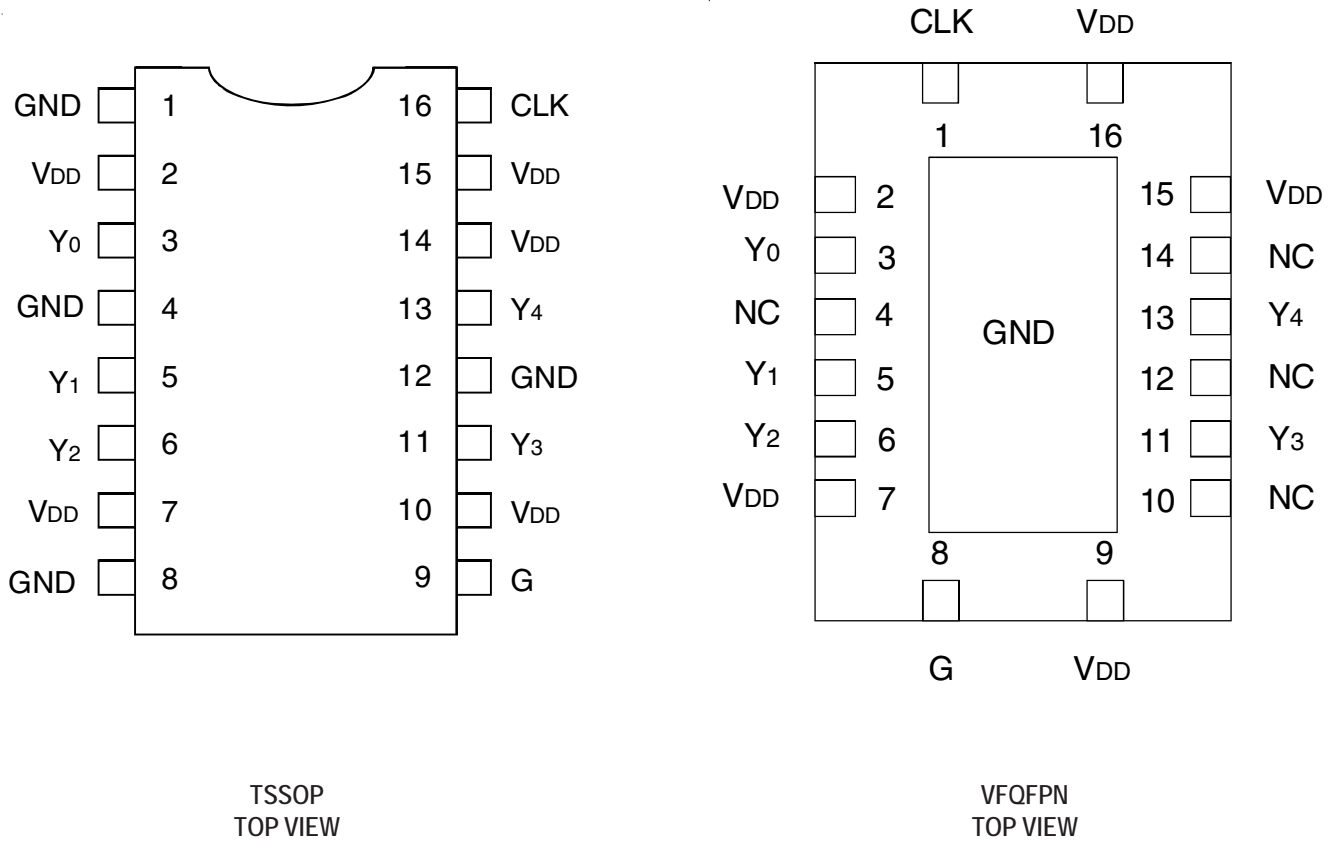 CLK VDD
GND 1 16 CLK
1 16
VDD 2 15 VDD
VDD 2 15 VDD
Y0 3 14 VDD
Y0 3 14 NC
GND 4 13 Y4
NC 4 13 Y4
GND
Y1 5 12 GND
Y1 5 12 NC
Y2 6 11 Y3
Y2 6 11 Y3
VDD 7 10 VDD
VDD 7 10 NC
8 9
GND 8 9 G
G VDD
TSSOP
TOP VIEW
VFQFPN
TOP VIEW